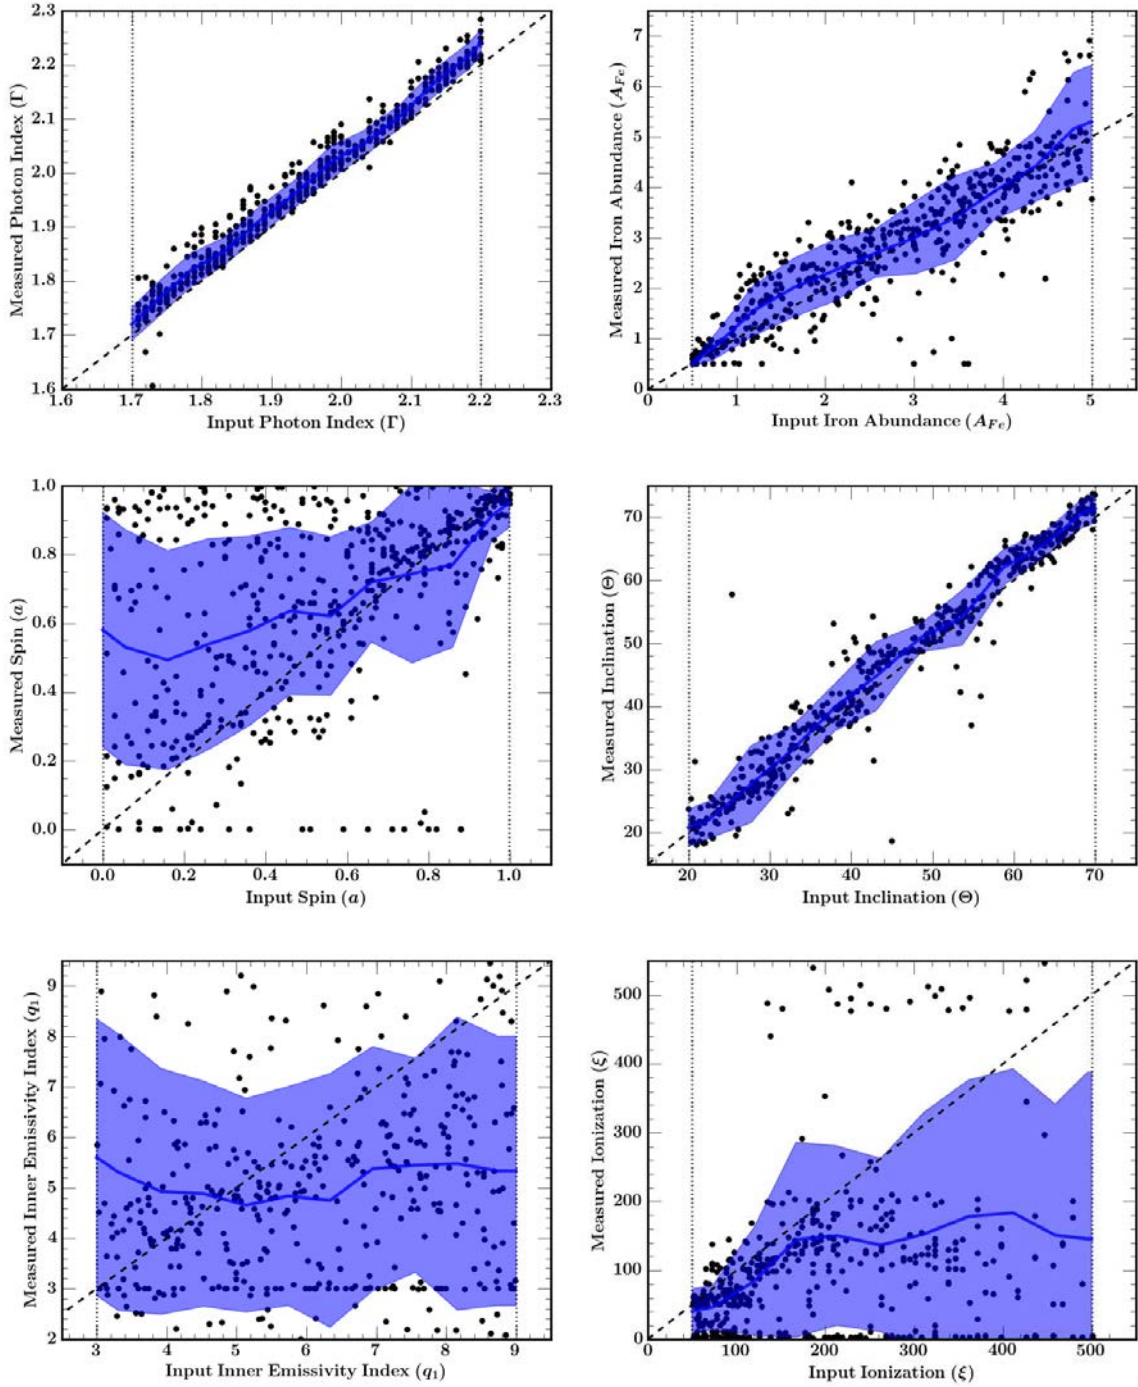 2.3
2.2
2.1
2.0
1.9
1.8
1.7
1.6
Measured Photon Index (Γ)
1.6 1.7 1.8 1.9 2.0 2.1 2.2 2.3
Input Photon Index (Γ)
7
6
5
4
3
2
1
0
Measured Iron Abundance (A_Fe)
0 1 2 3 4 5
Input Iron Abundance (A_Fe)
1.0
0.8
0.6
0.4
0.2
0.0
Measured Spin (a)
0.0 0.2 0.4 0.6 0.8 1.0
Input Spin (a)
70
60
50
40
30
20
Measured Inclination (Θ)
20 30 40 50 60 70
Input Inclination (Θ)
9
8
7
6
5
4
3
2
Measured Inner Emissivity Index (q₁)
3 4 5 6 7 8 9
Input Inner Emissivity Index (q₁)
500
400
300
200
100
0
Measured Ionization (ξ)
0 100 200 300 400 500
Input Ionization (ξ)